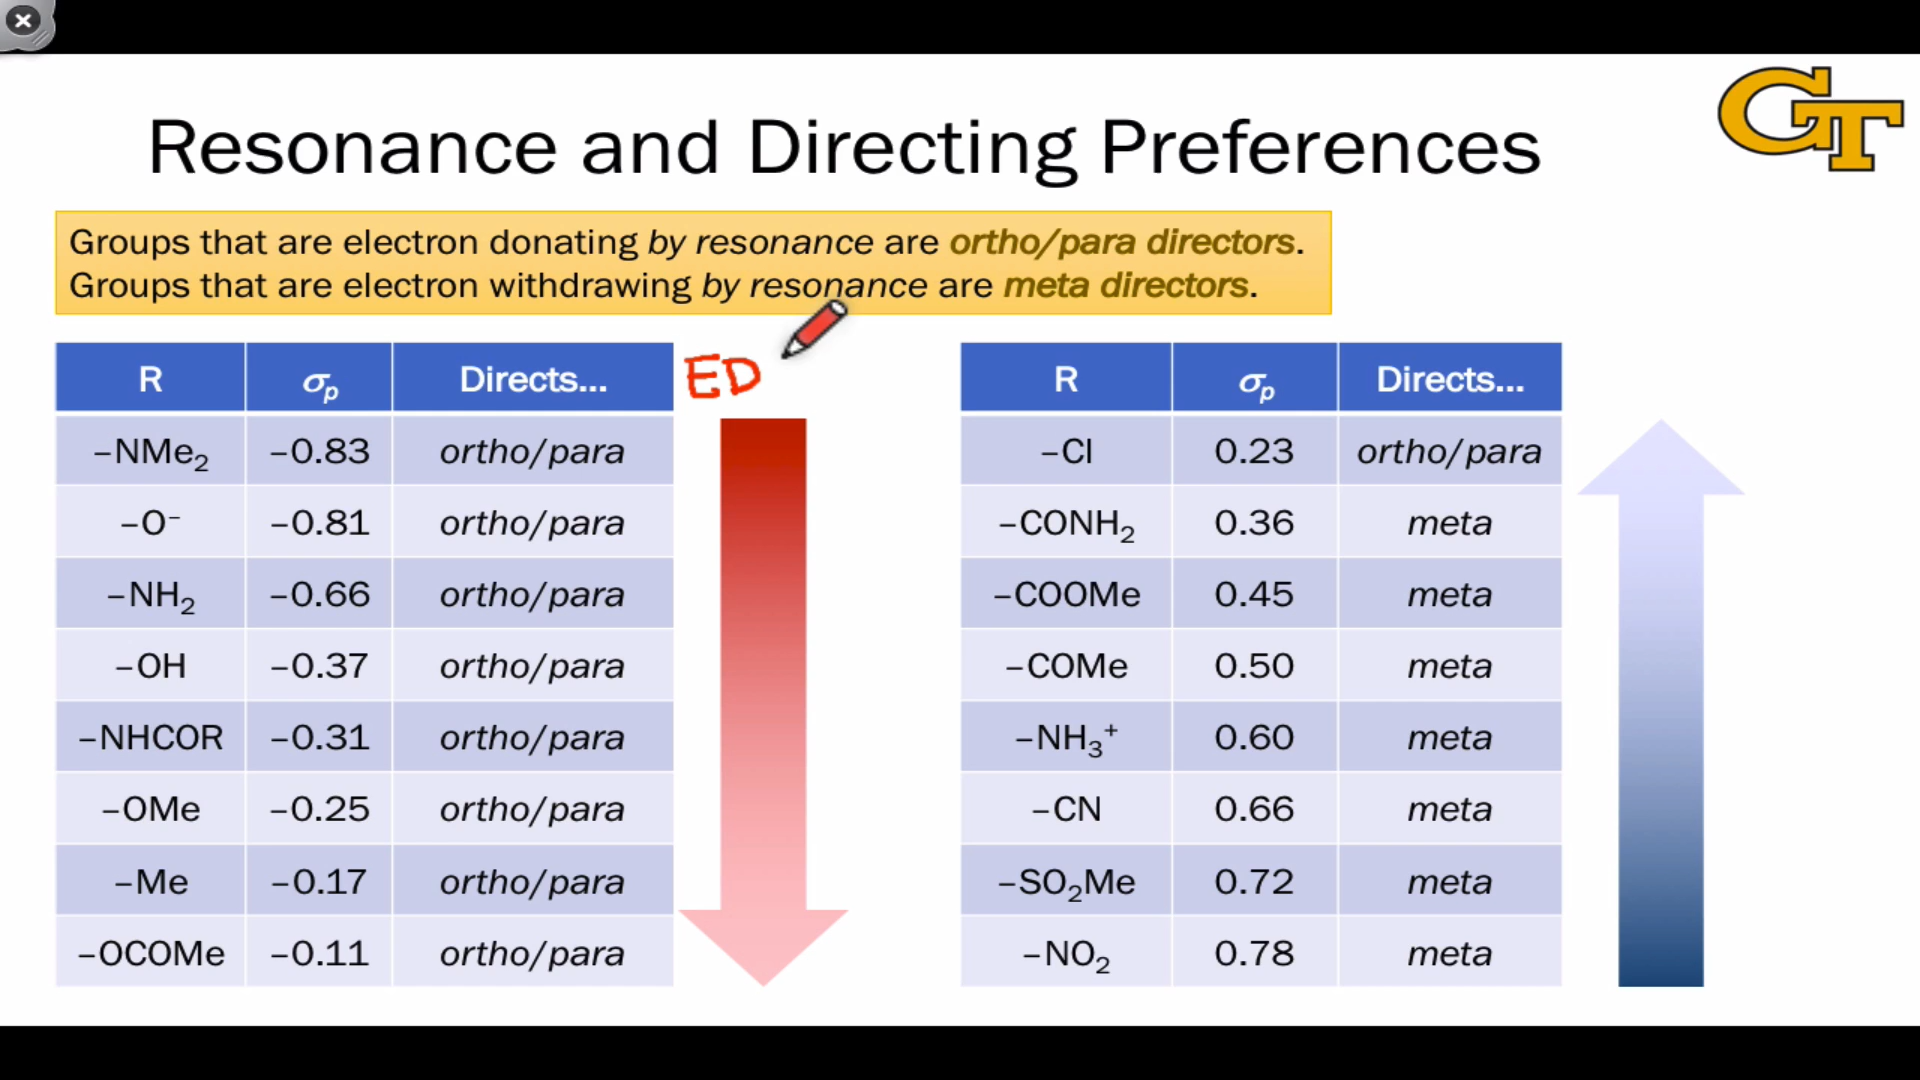 GT
Resonance and Directing Preferences
Groups that are electron donating by resonance are ortho/para directors.
Groups that are electron withdrawing by resonance are meta directors.
R σp Directs...
–NMe₂ –0.83 ortho/para
–O⁻ –0.81 ortho/para
–NH₂ –0.66 ortho/para
–OH –0.37 ortho/para
–NHCOR –0.31 ortho/para
–OMe –0.25 ortho/para
–Me –0.17 ortho/para
–OCOMe –0.11 ortho/para
ED
R σp Directs...
–Cl 0.23 ortho/para
–CONH₂ 0.36 meta
–COOMe 0.45 meta
–COMe 0.50 meta
–NH₃⁺ 0.60 meta
–CN 0.66 meta
–SO₂Me 0.72 meta
–NO₂ 0.78 meta